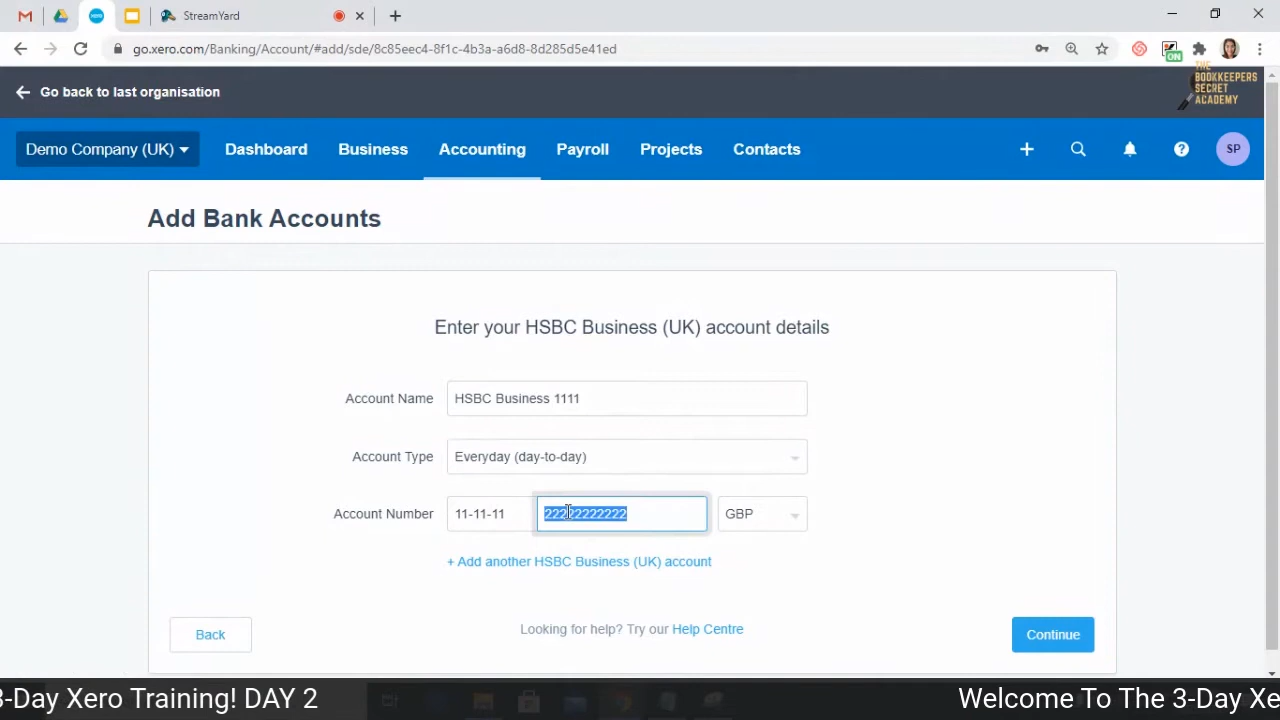 StreamYard
go.xero.com/Banking/Account/#add/sde/8c85eec4-8f1c-4b3a-a6d8-8d285d5e41ed
ON
Go back to last organisation
THE
BOOKKEEPERS
SECRET
ACADEMY
Demo Company (UK) Dashboard Business Accounting Payroll Projects Contacts SP
Add Bank Accounts
Enter your HSBC Business (UK) account details
Account Name HSBC Business 1111
Account Type Everyday (day-to-day)
Account Number 11-11-11 22222222222 GBP
+ Add another HSBC Business (UK) account
Looking for help? Try our Help Centre
Back Continue
3-Day Xero Training! DAY 2 Welcome To The 3-Day Xe